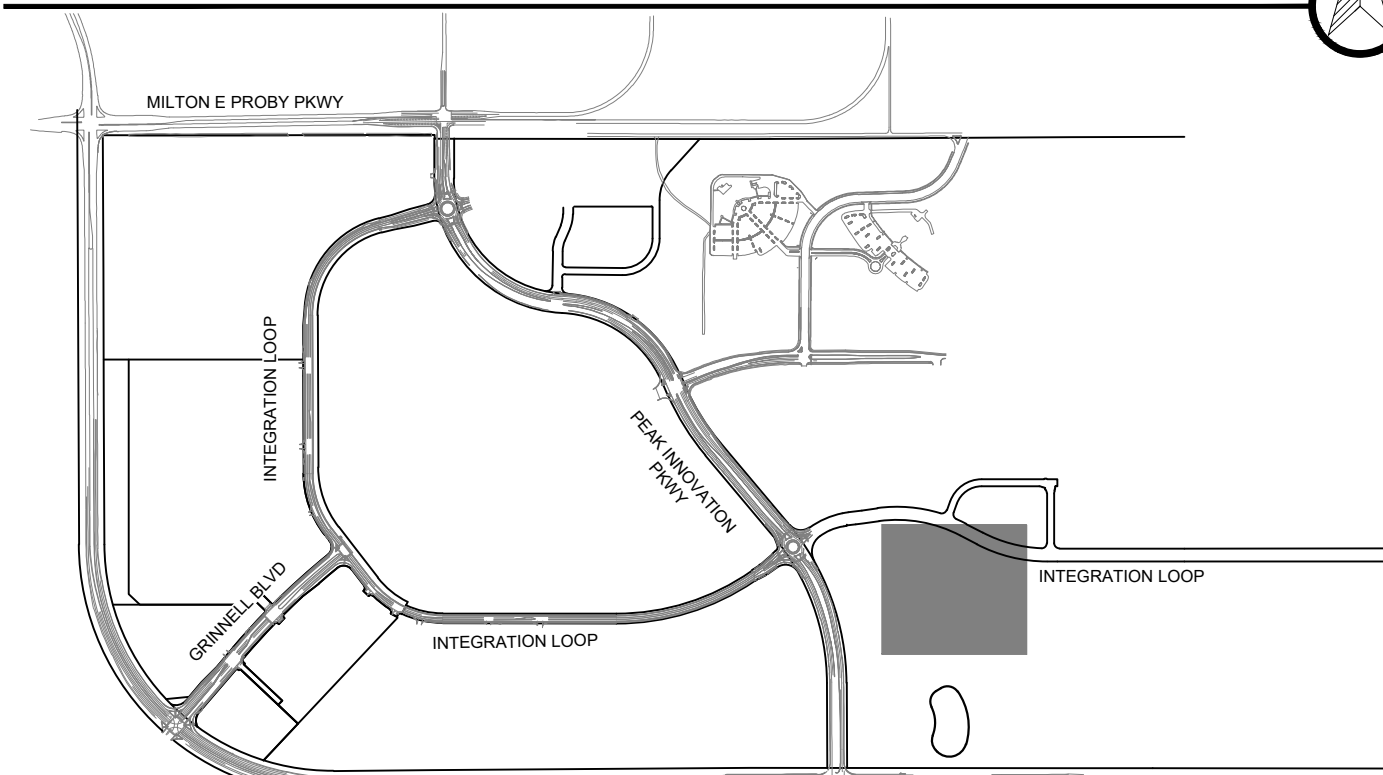 MILTON E PROBY PKWY
INTEGRATION LOOP
PEAK INNOVATION
PKWY
GRINNELL BLVD
INTEGRATION LOOP
INTEGRATION LOOP